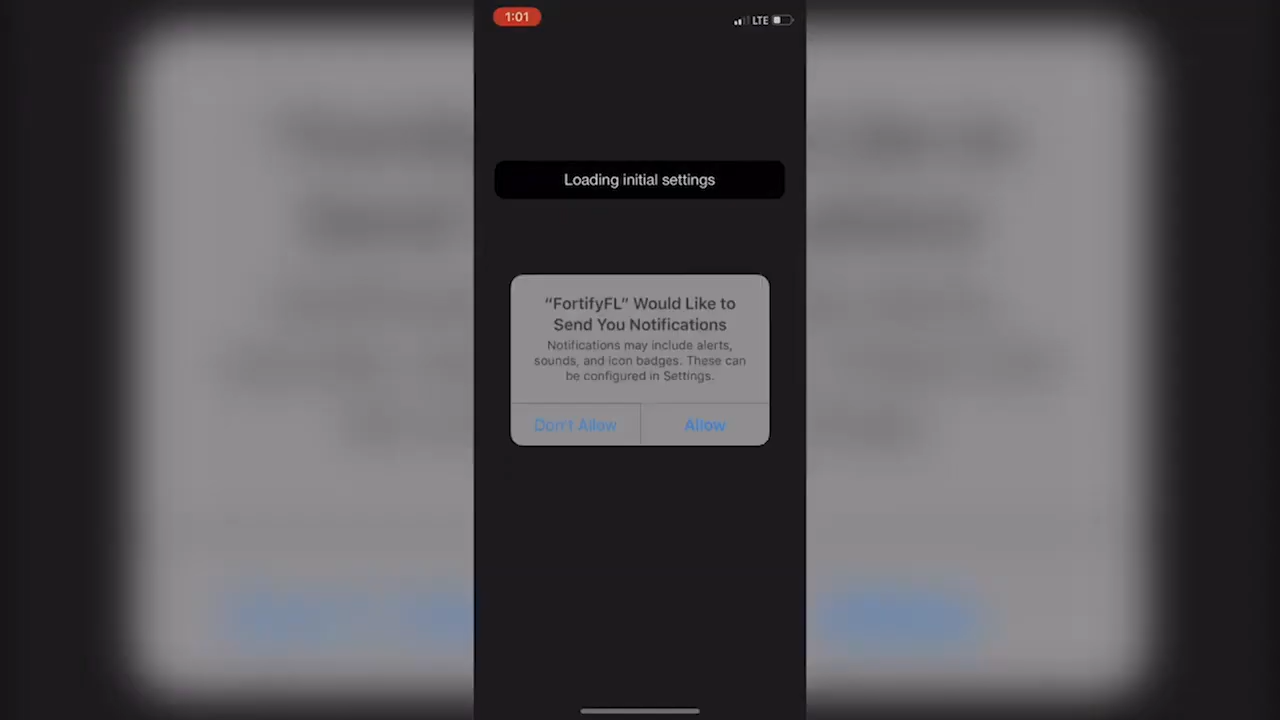 1:01
LTE
Loading initial settings
“FortifyFL” Would Like to
Send You Notifications
Notifications may include alerts,
sounds, and icon badges. These can
be configured in Settings.
Don't Allow
Allow